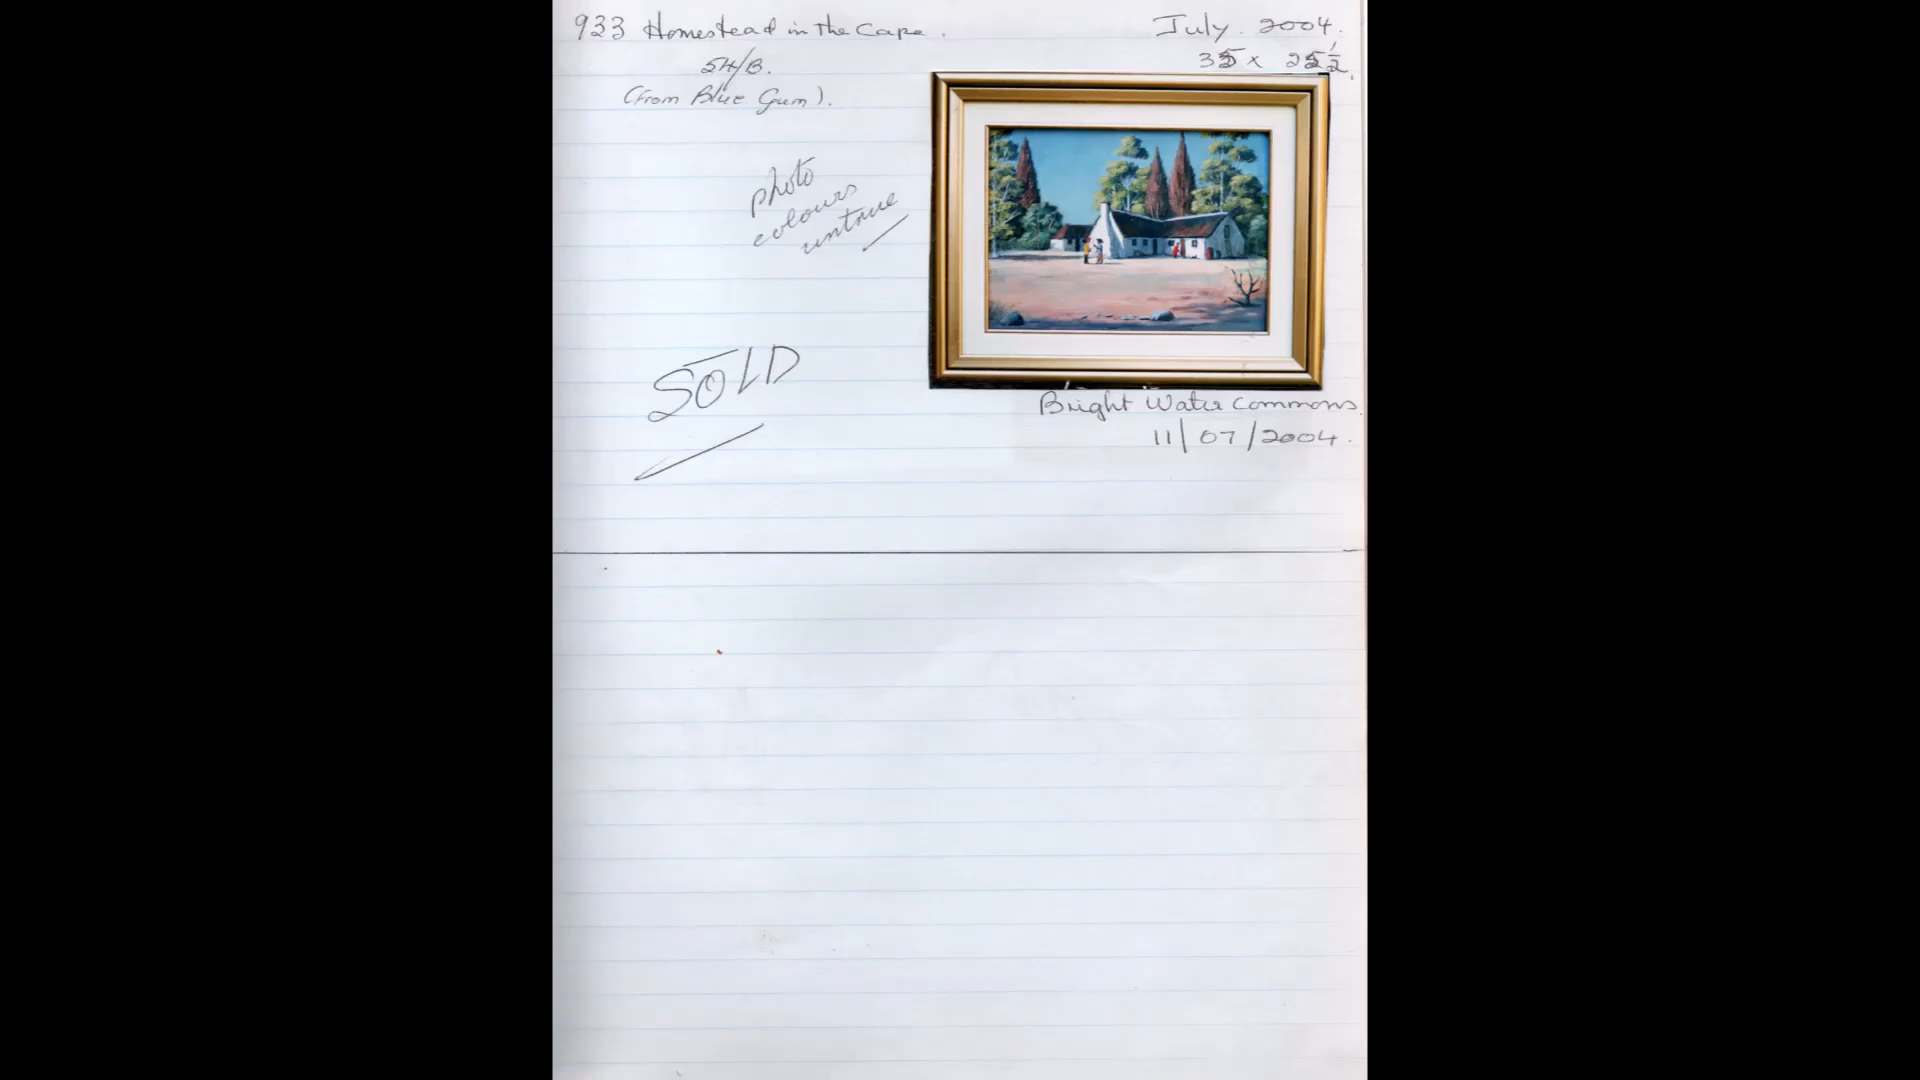 933 Homestead in the Cape. July. 2004.
54/B. 35 x 25½.
(From Blue Gum).
photo
colours
untrue
SOLD
Bright Water Commons.
11/07/2004.